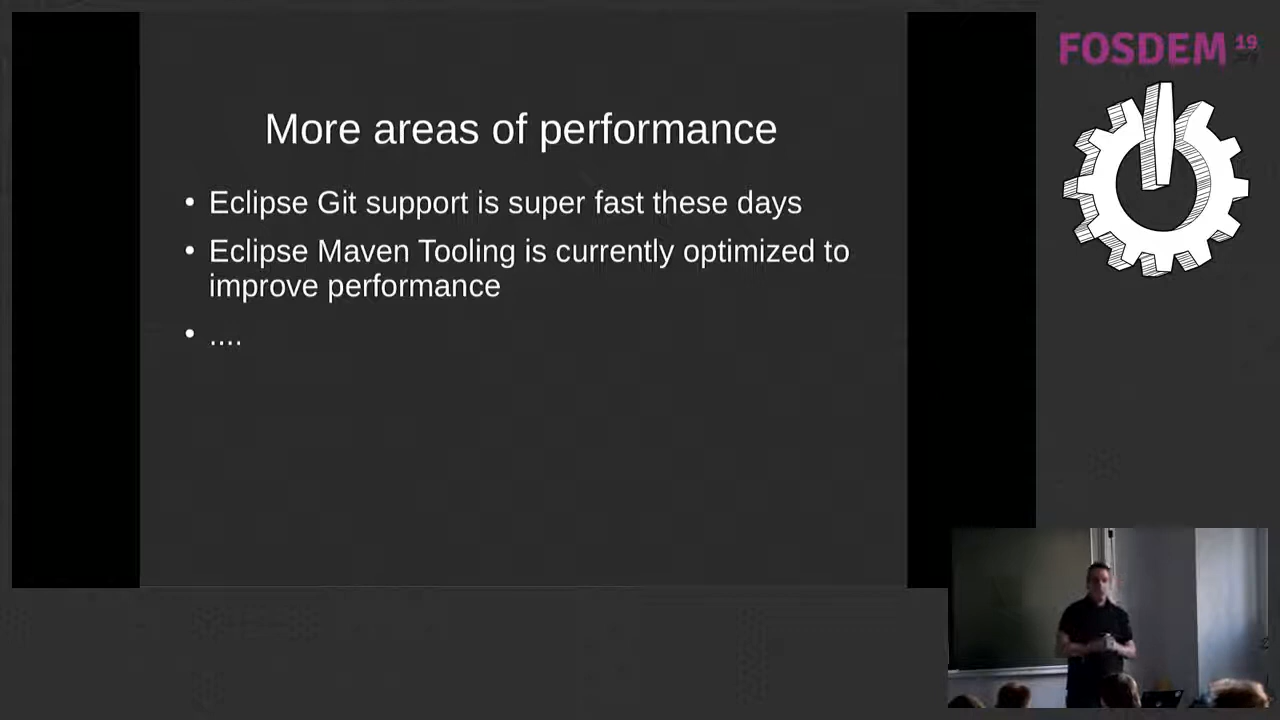 FOSDEM 19
More areas of performance
• Eclipse Git support is super fast these days
• Eclipse Maven Tooling is currently optimized to
improve performance
• ....